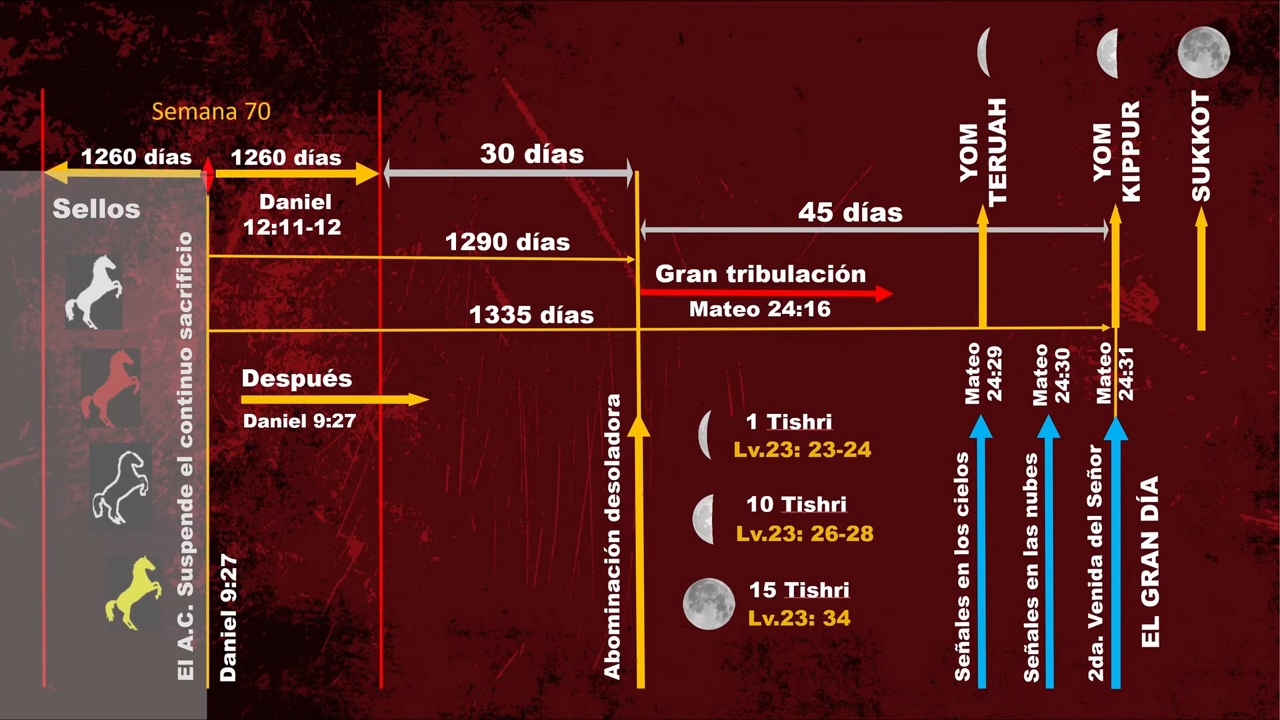 Semana 70
1260 días
1260 días
30 días
Sellos
Daniel
12:11-12
45 días
1290 días
Gran tribulación
Mateo 24:16
1335 días
YOM
TERUAH
YOM
KIPPUR
SUKKOT
Después
Daniel 9:27
El A.C. Suspende el continuo sacrificio
Daniel 9:27
Abominación desoladora
1 Tishri
Lv.23: 23-24
10 Tishri
Lv.23: 26-28
15 Tishri
Lv.23: 34
Mateo
24:29
Mateo
24:30
Mateo
24:31
Señales en los cielos
Señales en las nubes
2da. Venida del Señor
EL GRAN DÍA